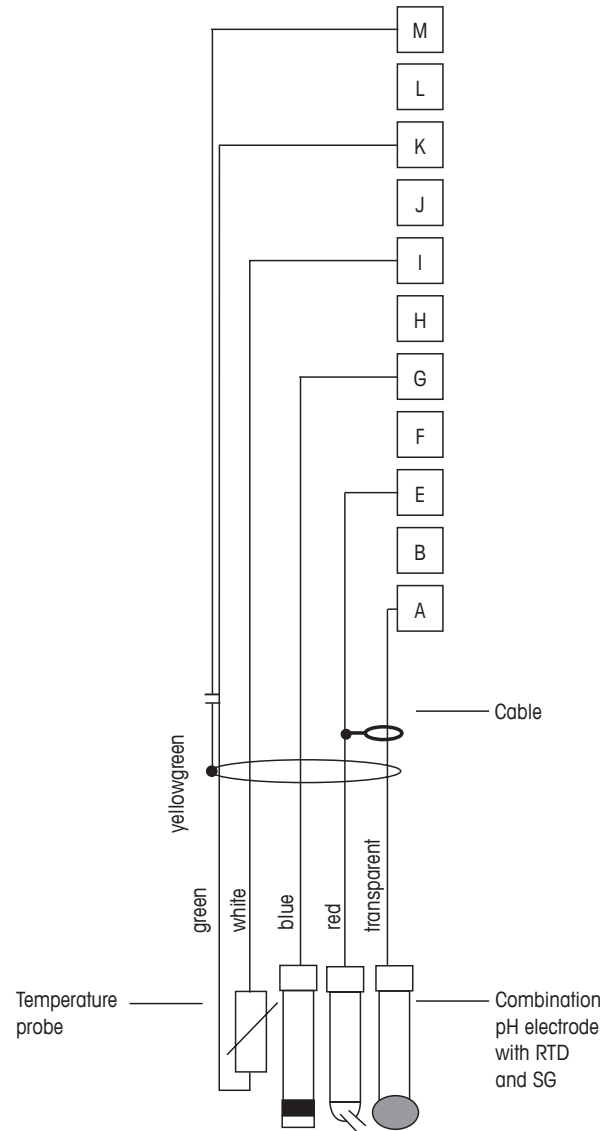 M
L
K
J
I
H
G
F
E
B
A
Cable
yellowgreen
green
white
blue
red
transparent
Temperature
probe
Combination
pH electrode
with RTD
and SG